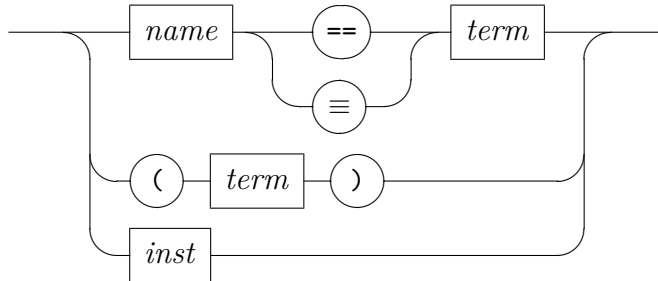 name == term
≡
( term )
inst